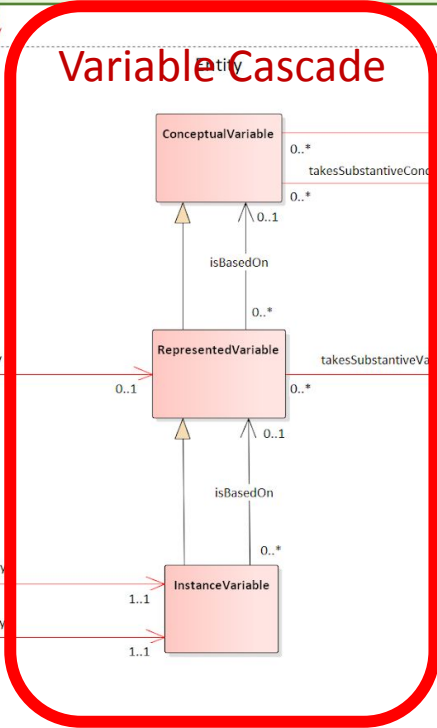 Variable Cascade
Entity
ConceptualVariable
0..*
takesSubstantiveConc
0..*
0..1
isBasedOn
0..*
RepresentedVariable
takesSubstantiveVa
0..1
0..*
0..1
isBasedOn
0..*
InstanceVariable
1..1
1..1